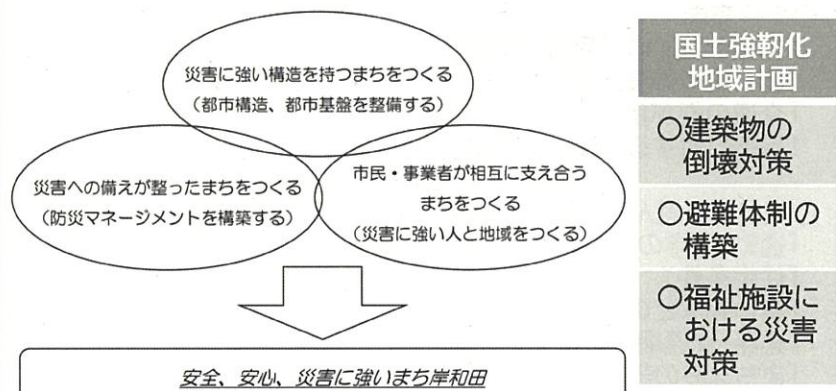 災害に強い構造を持つまちをつくる
（都市構造、都市基盤を整備する）
災害への備えが整ったまちをつくる
（防災マネージメントを構築する）
市民・事業者が相互に支え合う
まちをつくる
（災害に強い人と地域をつくる）
安全、安心、災害に強いまち岸和田
国土強靭化
地域計画
〇建築物の
倒壊対策
〇避難体制の
構築
〇福祉施設に
おける災害
対策